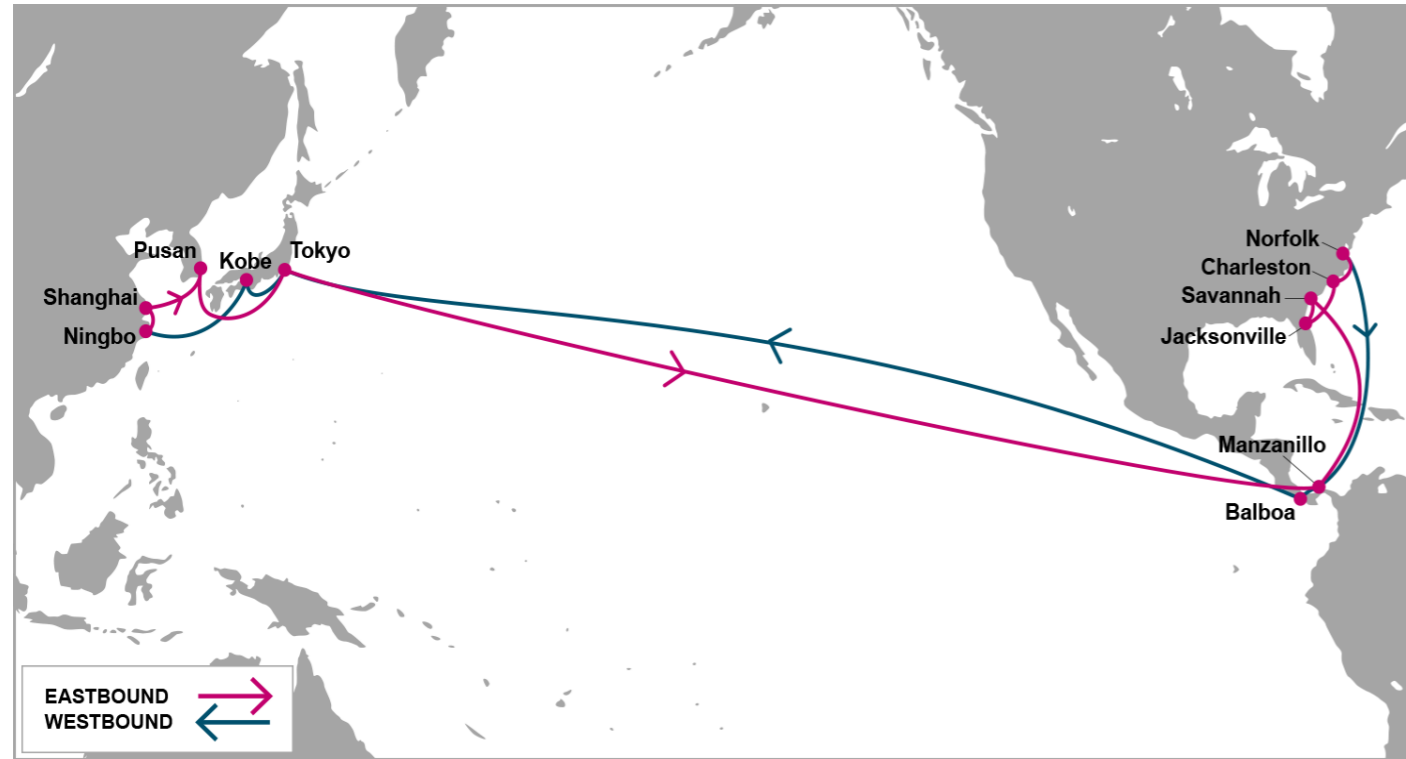 Norfolk
Pusan
Kobe
Tokyo
Charleston
Shanghai
Savannah
Ningbo
Jacksonville
Manzanillo
Balboa
EASTBOUND
WESTBOUND